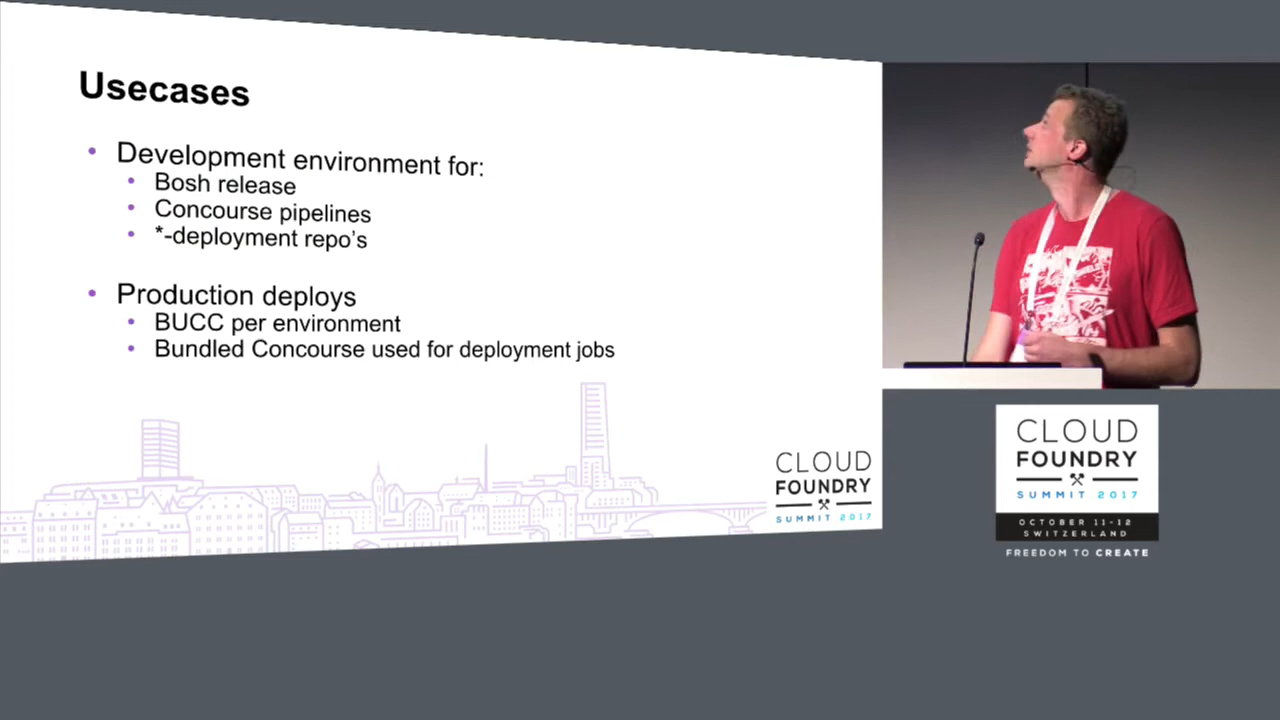 Usecases
Development environment for:
Bosh release
Concourse pipelines
*-deployment repo's
Production deploys
BUCC per environment
Bundled Concourse used for deployment jobs
CLOUD
FOUNDRY
SUMMIT 2017
CLOUD
FOUNDRY
SUMMIT 2017
OCTOBER 11-12
SWITZERLAND
FREEDOM TO CREATE